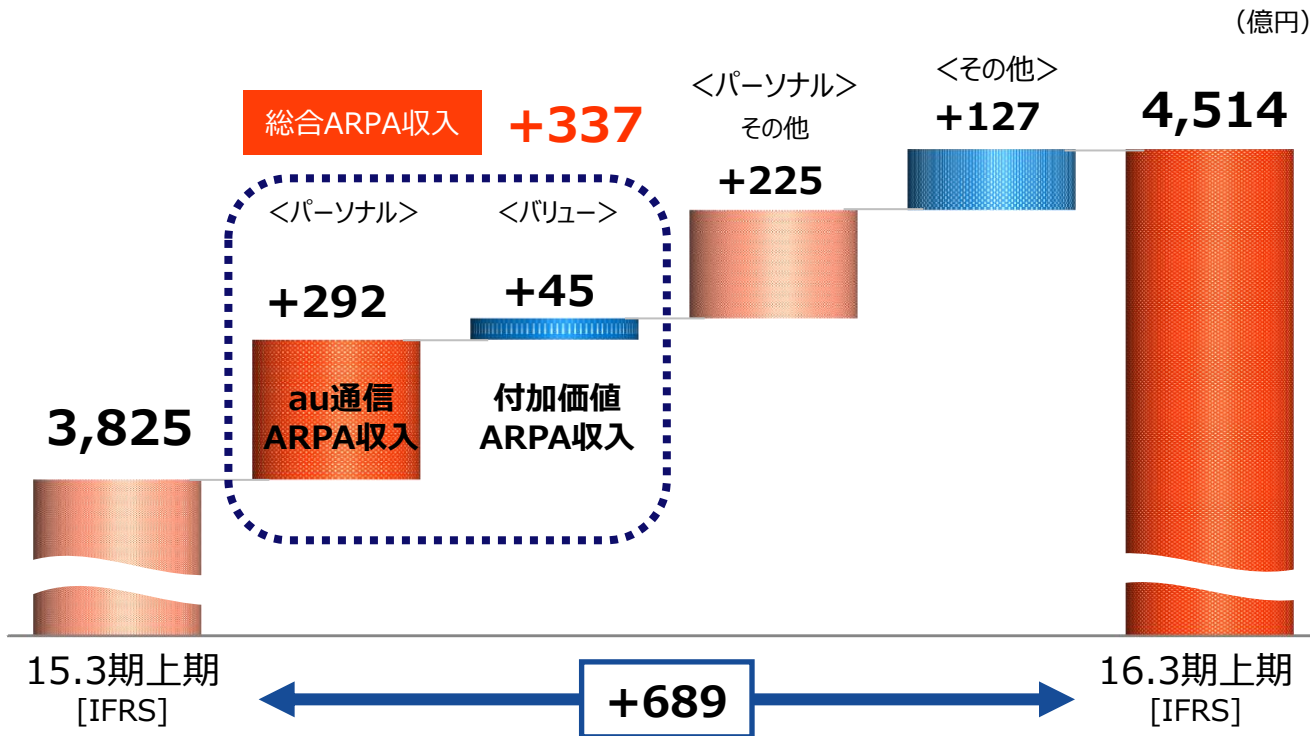 (億円)
総合ARPA収入
+337
＜パーソナル＞
その他
+225
＜その他＞
+127
4,514
＜パーソナル＞
+292
au通信
ARPA収入
＜バリュー＞
+45
付加価値
ARPA収入
3,825
15.3期上期
[IFRS]
+689
16.3期上期
[IFRS]